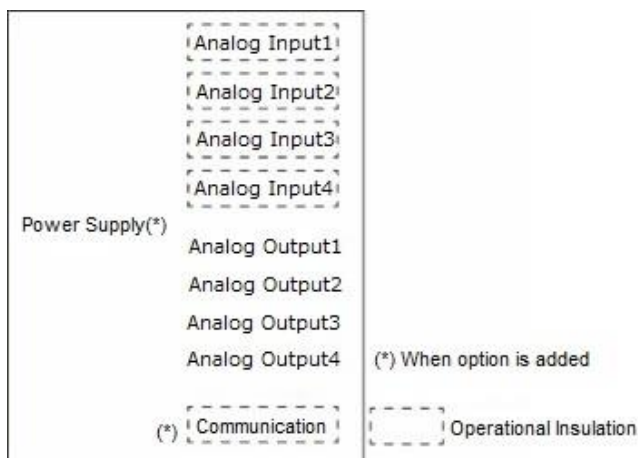 Analog Input1
Analog Input2
Analog Input3
Analog Input4
Power Supply(*)
Analog Output1
Analog Output2
Analog Output3
Analog Output4
(*) When option is added
(*) Communication
Operational Insulation